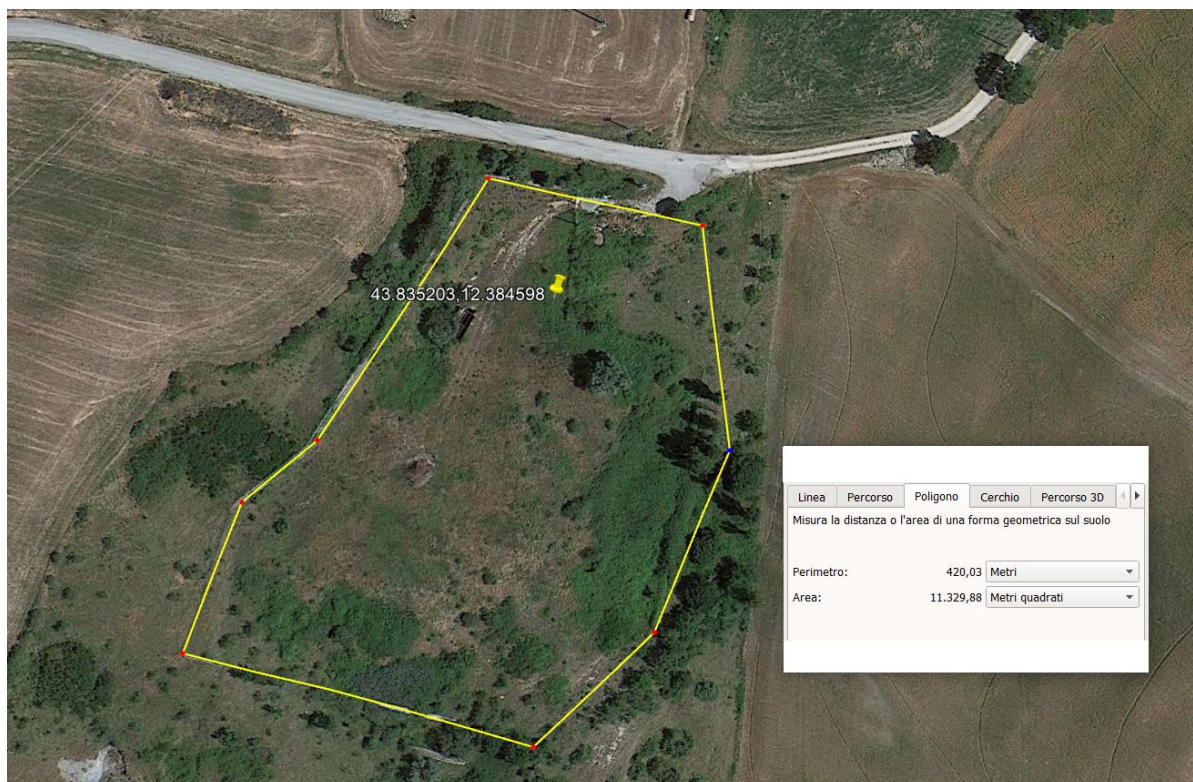 43.835203,12.384598
Linea Percorso Poligono Cerchio Percorso 3D
Misura la distanza o l'area di una forma geometrica sul suolo
Perimetro: 420,03 Metri
Area: 11.329,88 Metri quadrati